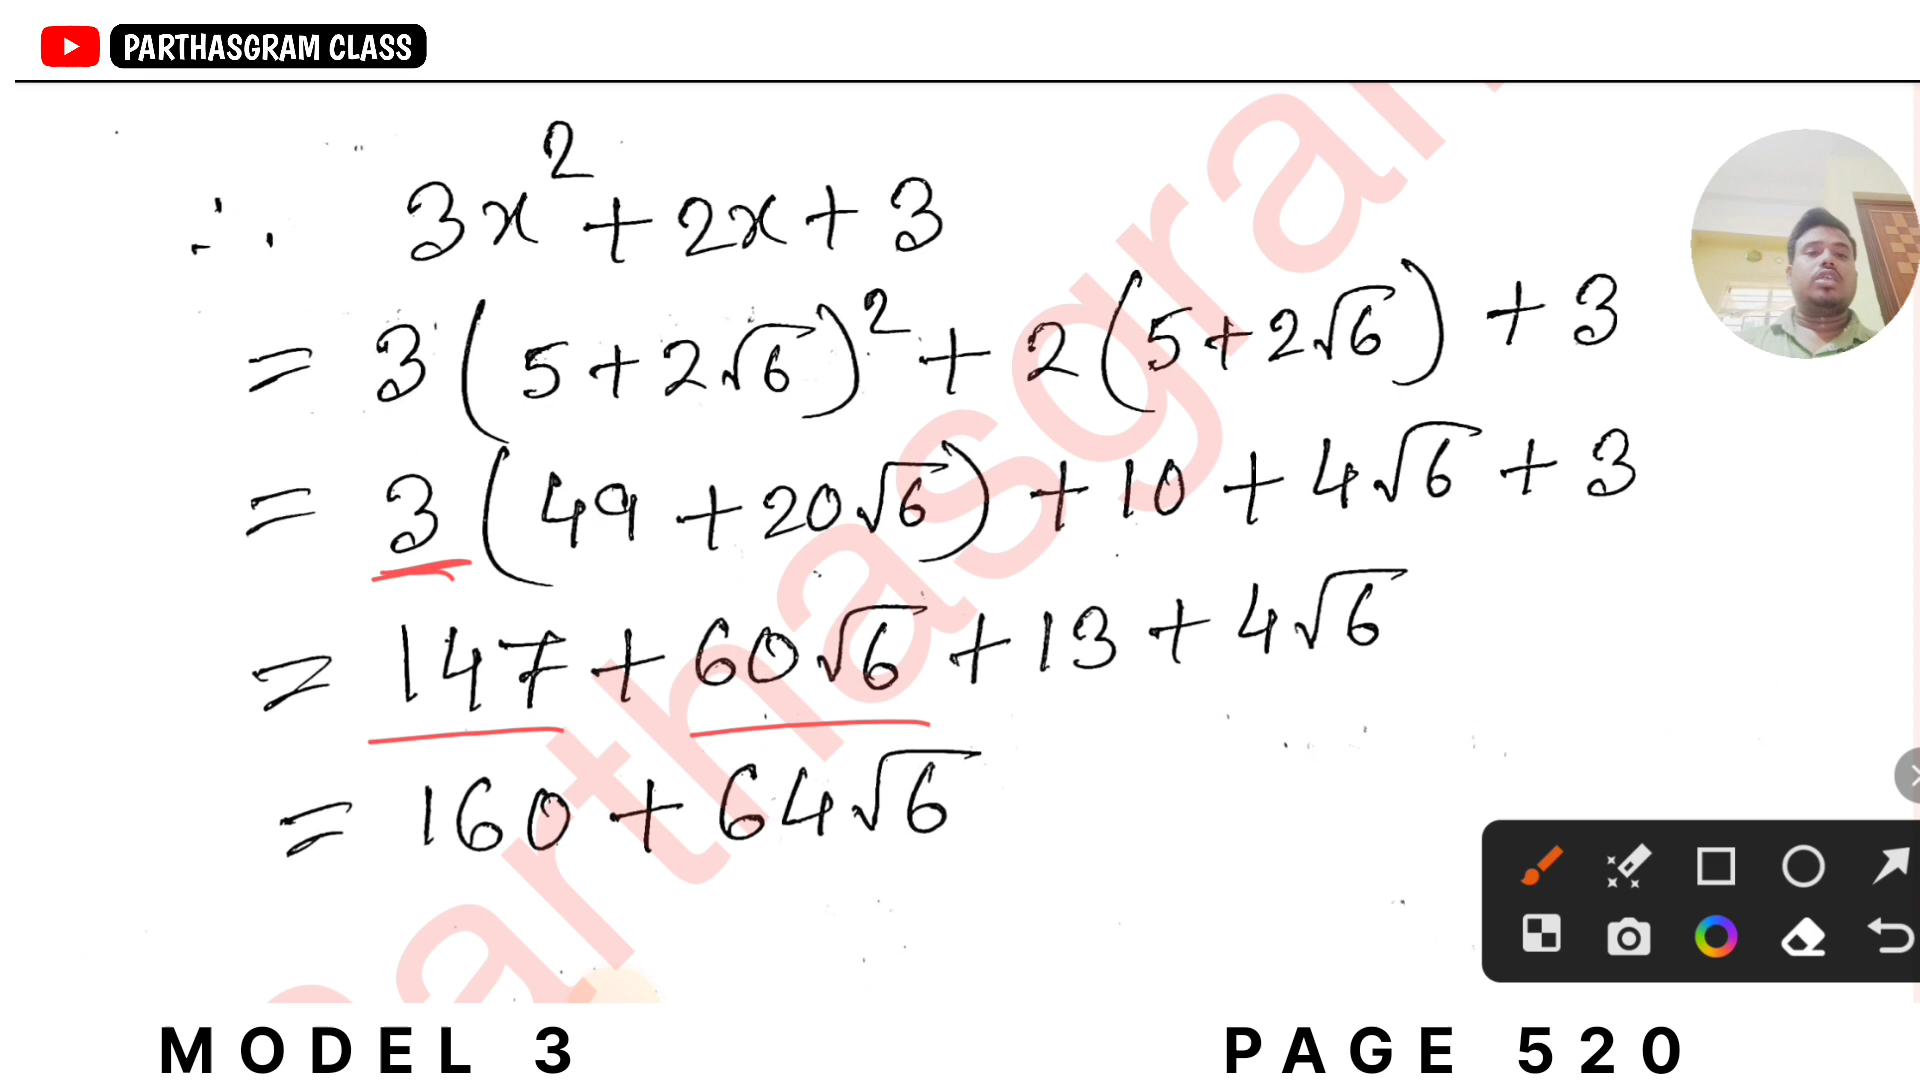 PARTHASGRAM CLASS
∴ 3x² + 2x + 3
= 3(5 + 2√6)² + 2(5 + 2√6) + 3
= 3(49 + 20√6) + 10 + 4√6 + 3
= 147 + 60√6 + 13 + 4√6
= 160 + 64√6
parthasgram
MODEL 3
PAGE 520